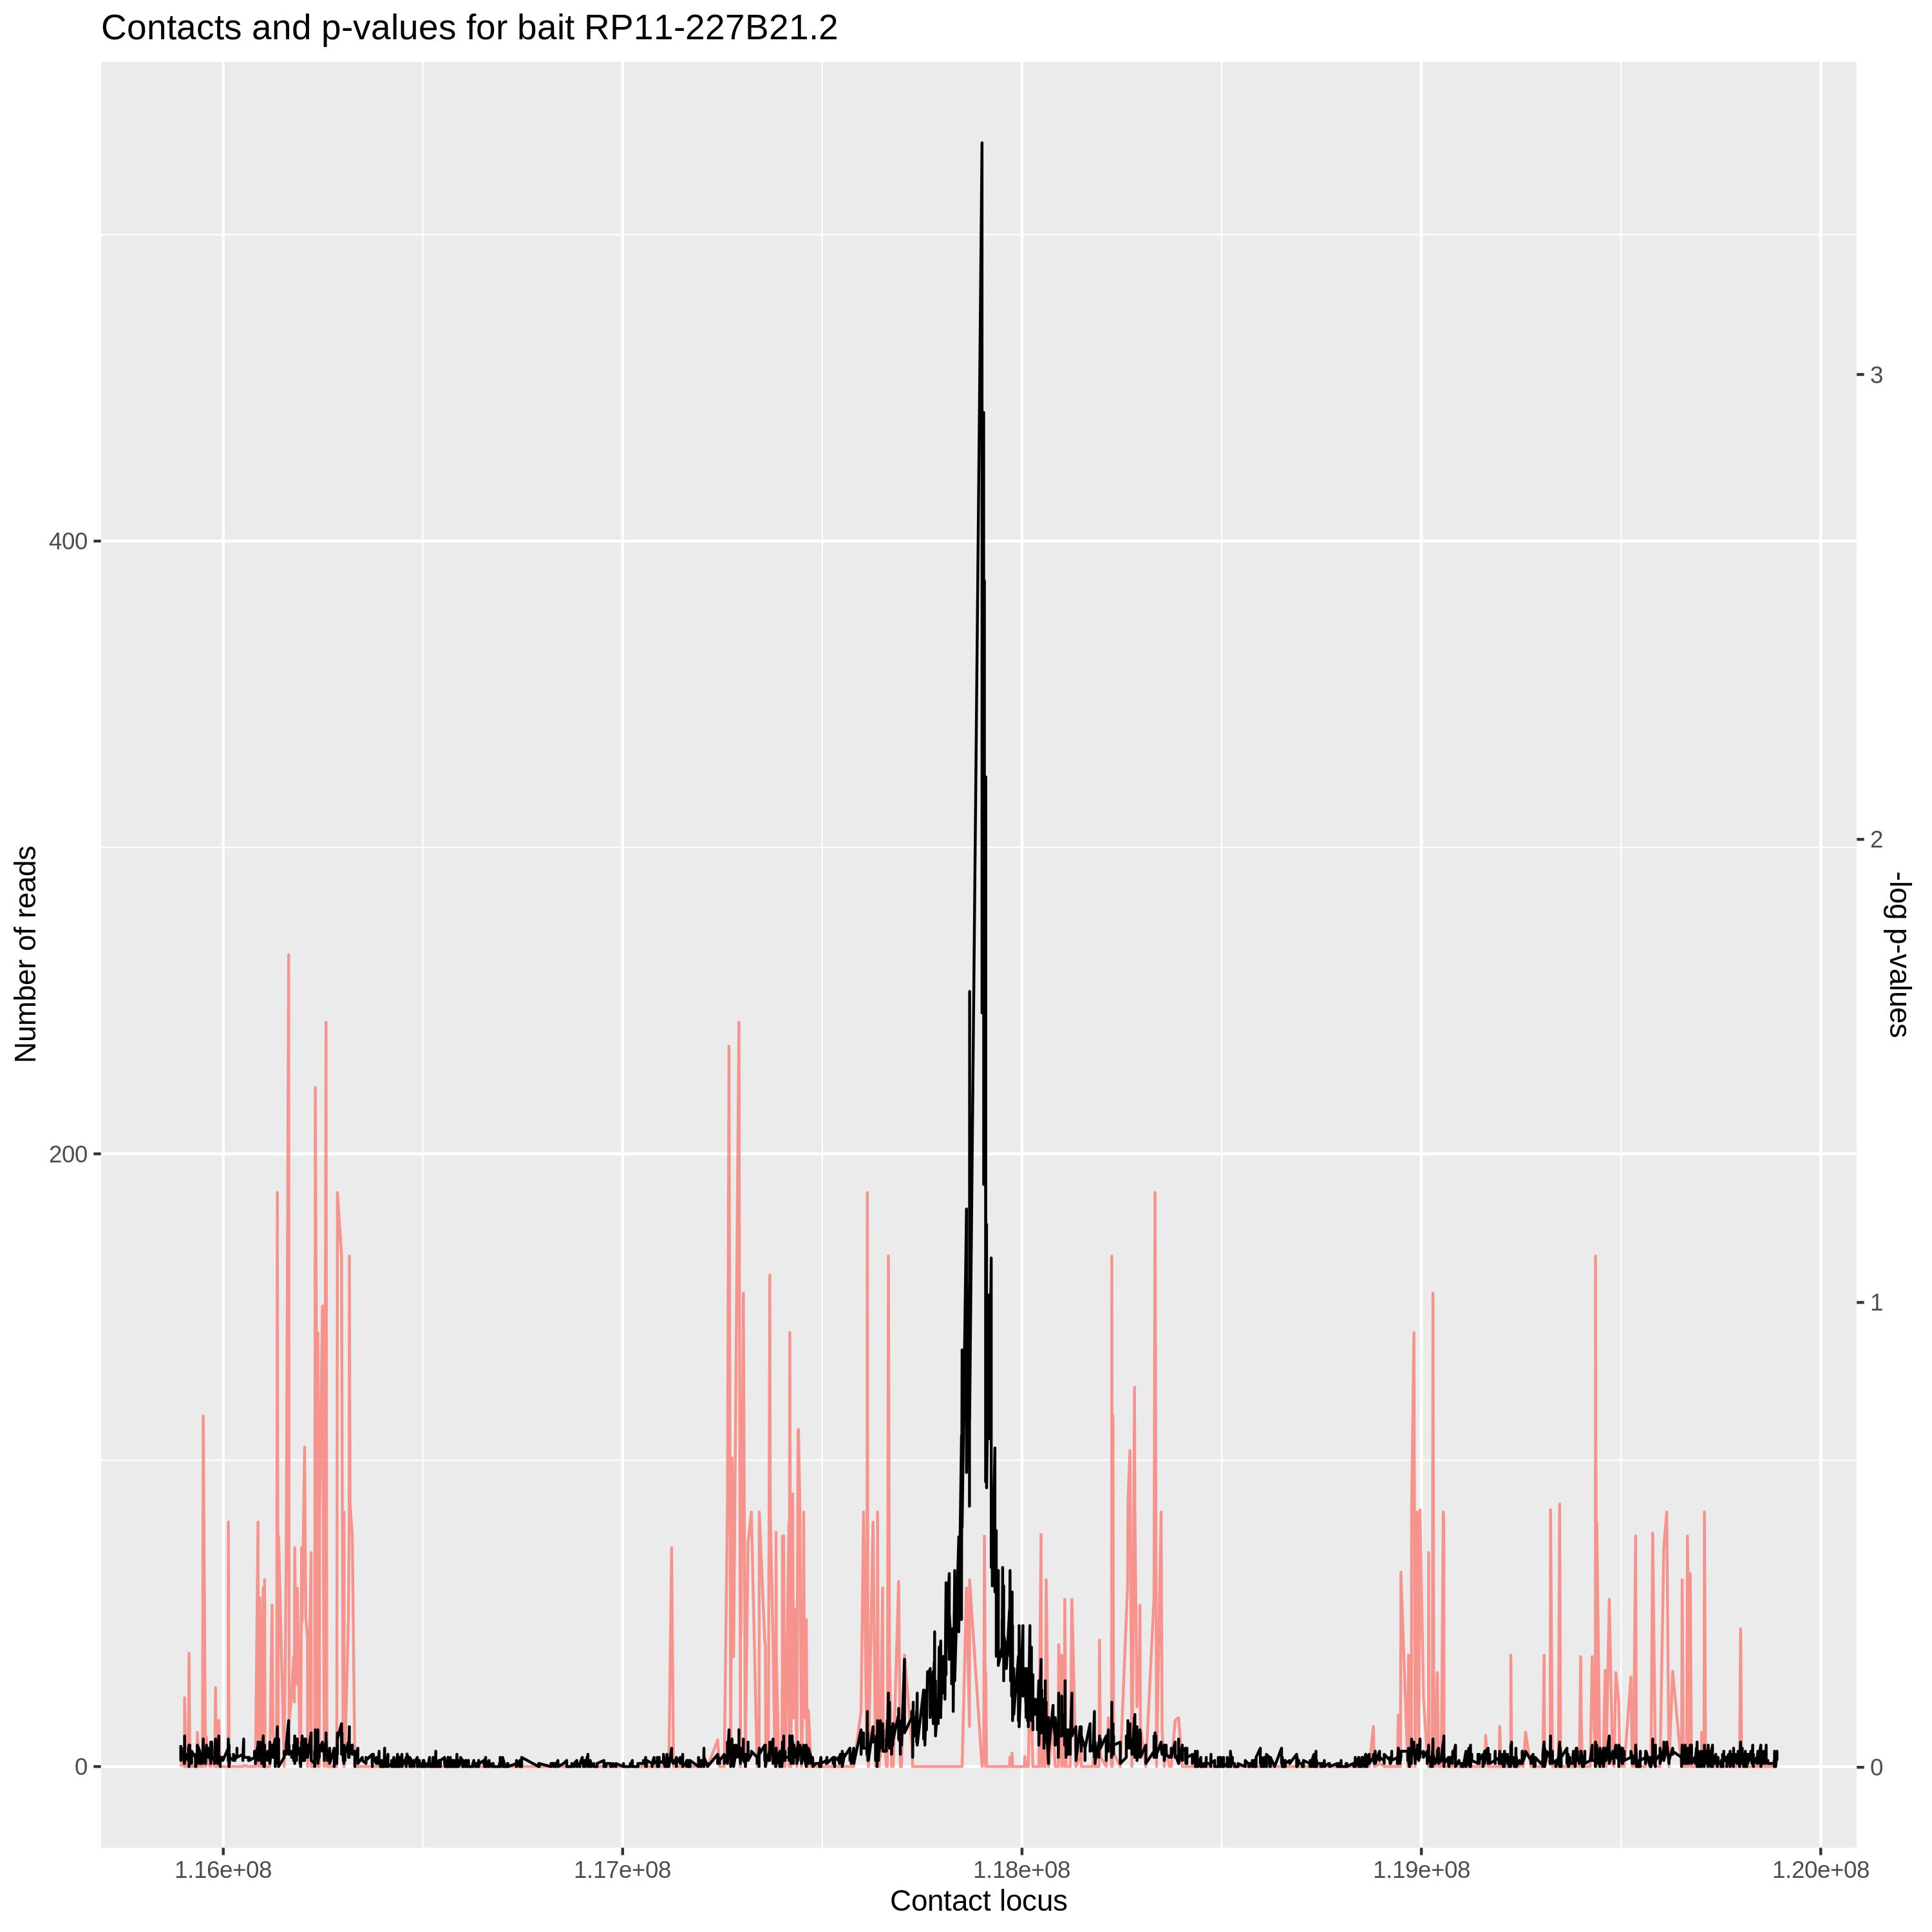 Contacts and p-values for bait RP11-227B21.2
Number of reads
400
200
0
3
2
1
0
-log p-values
1.16e+08
1.17e+08
1.18e+08
1.19e+08
1.20e+08
Contact locus